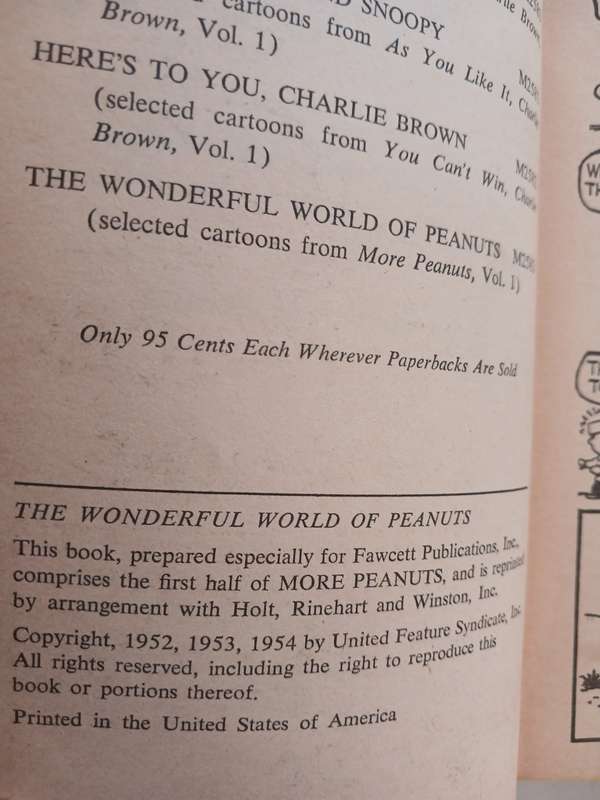 SNOOPY
cartoons from As You Like It, Charlie
Brown, Vol. 1)
HERE'S TO YOU, CHARLIE BROWN
(selected cartoons from You Can't Win, Charlie
Brown, Vol. 1)
THE WONDERFUL WORLD OF PEANUTS
(selected cartoons from More Peanuts, Vol. 1)
Only 95 Cents Each Wherever Paperbacks Are Sold
THE WONDERFUL WORLD OF PEANUTS
This book, prepared especially for Fawcett Publications, Inc.,
comprises the first half of MORE PEANUTS, and is reprinted
by arrangement with Holt, Rinehart and Winston, Inc.
Copyright, 1952, 1953, 1954 by United Feature Syndicate, Inc.
All rights reserved, including the right to reproduce this
book or portions thereof.
Printed in the United States of America